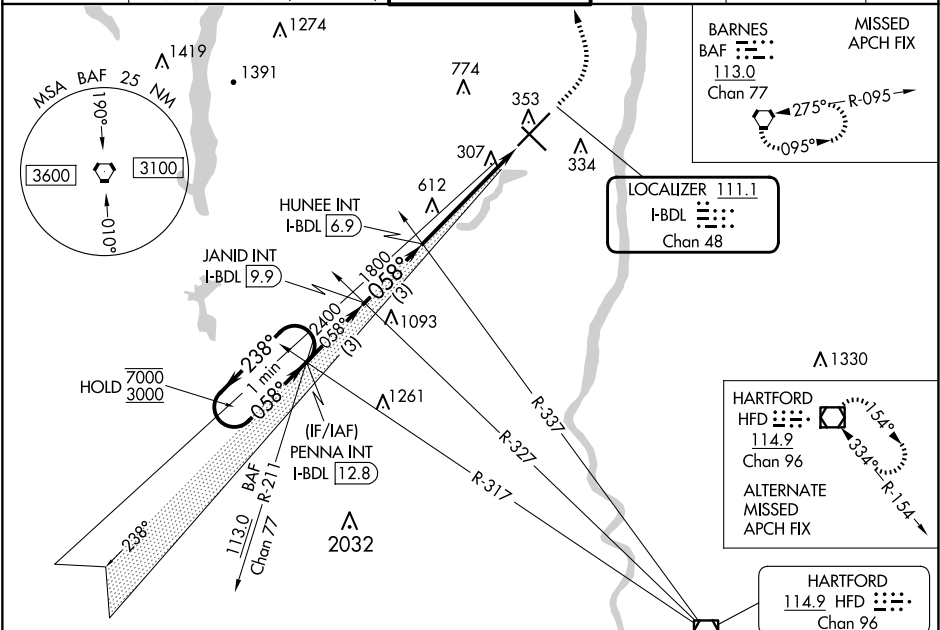 1274
1419
1391
774
353
334
307
612
MSA BAF 25 NM
190°
3600
3100
010°
BARNES
BAF
113.0
Chan 77
MISSED
APCH FIX
275°
R-095
095°
LOCALIZER 111.1
I-BDL
Chan 48
HUNEE INT
I-BDL 6.9
JANID INT
I-BDL 9.9
1800
058°
(3)
2400
058°
(3)
1093
238°
1 min
058°
HOLD 7000
3000
1261
(IF/IAF)
PENNA INT
I-BDL 12.8
BAF
R-211
113.0
Chan 77
238°
2032
R-337
R-327
R-317
1330
HARTFORD
HFD
114.9
Chan 96
154°
334°
R-154
ALTERNATE
MISSED
APCH FIX
HARTFORD
114.9 HFD
Chan 96